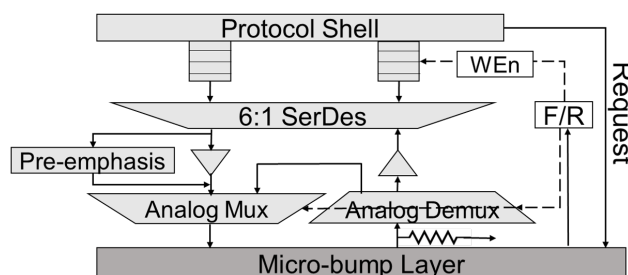 Protocol Shell
WEn
Request
6:1 SerDes
F/R
Pre-emphasis
Analog Mux
Analog Demux
Micro-bump Layer